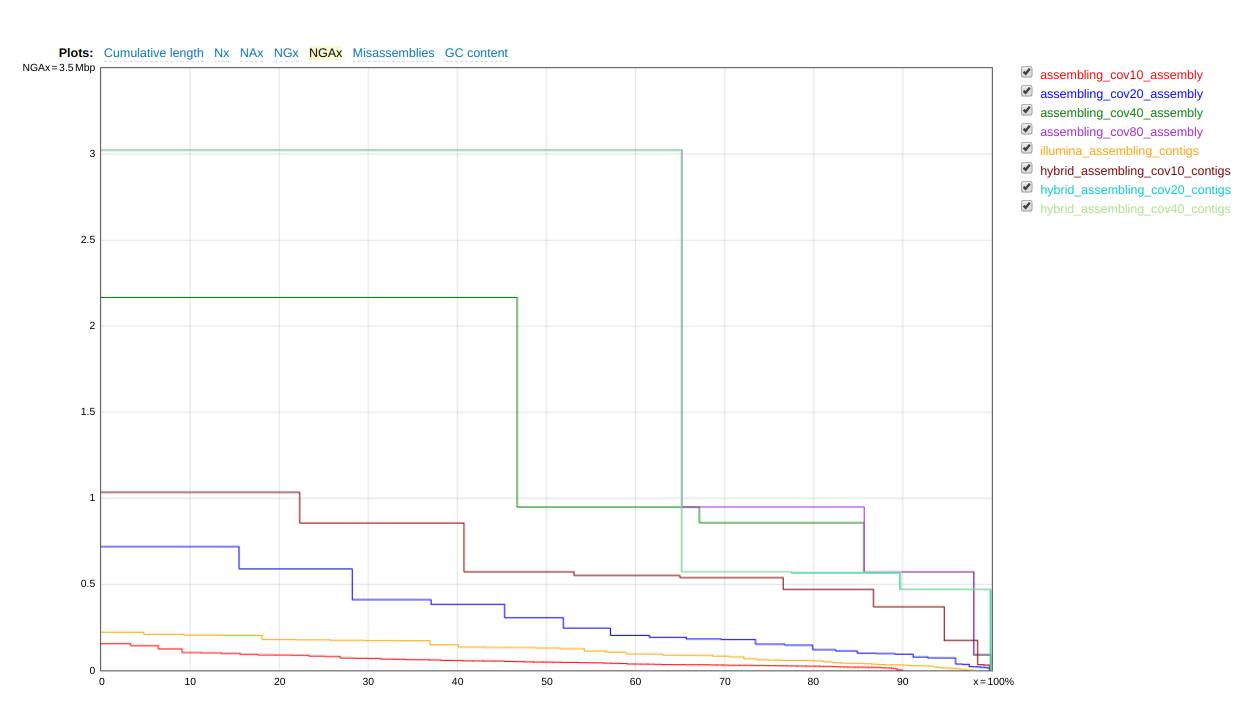 Plots: Cumulative length Nx NAx NGx NGAx Misassemblies GC content
NGAx = 3.5 Mbp
3
2.5
2
1.5
1
0.5
0
0 10 20 30 40 50 60 70 80 90 x = 100%
assembling_cov10_assembly
assembling_cov20_assembly
assembling_cov40_assembly
assembling_cov80_assembly
illumina_assembling_contigs
hybrid_assembling_cov10_contigs
hybrid_assembling_cov20_contigs
hybrid_assembling_cov40_contigs